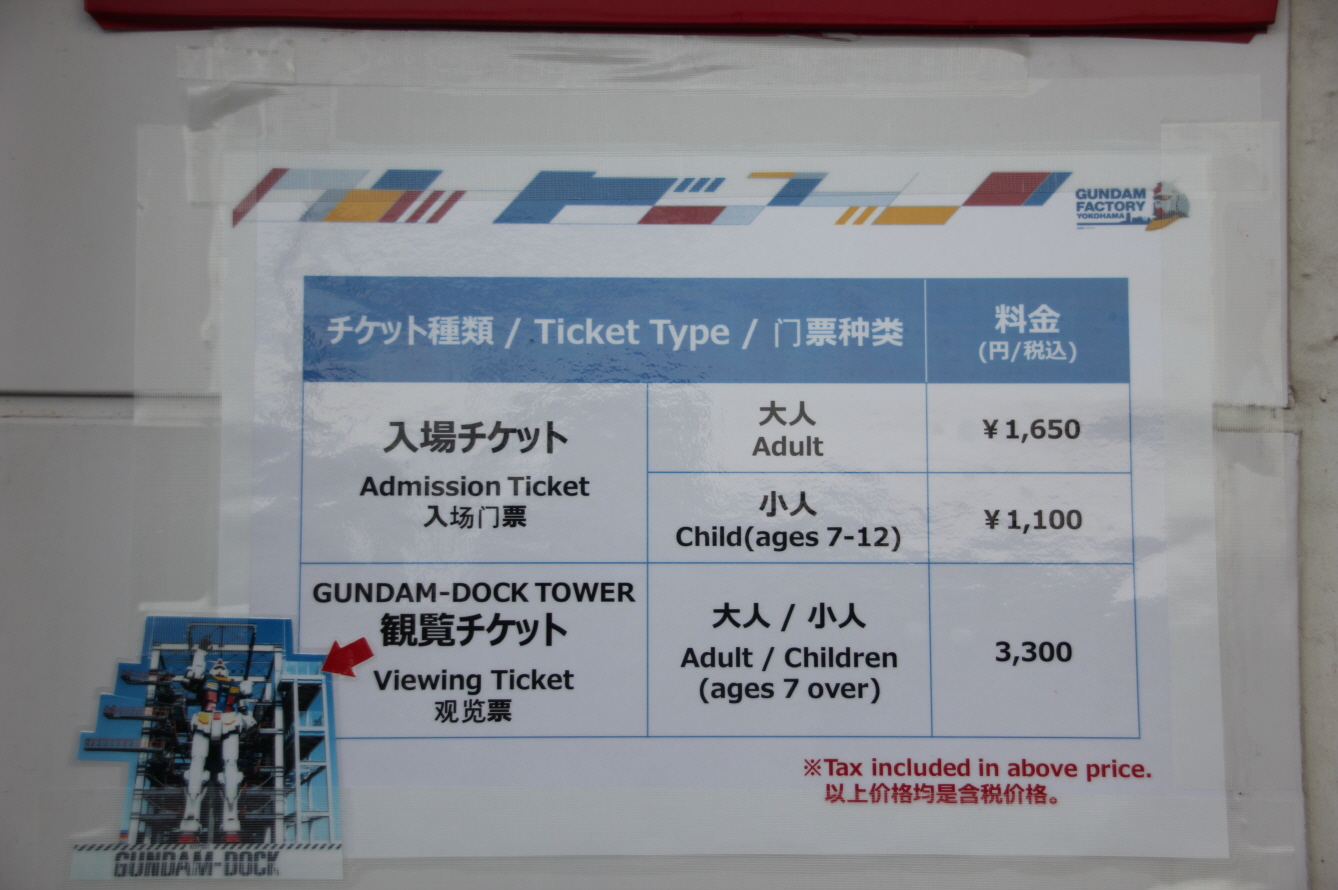 GUNDAM
FACTORY
YOKOHAMA
チケット種類 / Ticket Type / 门票种类
料金
(円/税込)
入場チケット
Admission Ticket
入场门票
大人
Adult
¥1,650
小人
Child(ages 7-12)
¥1,100
GUNDAM-DOCK TOWER
観覧チケット
Viewing Ticket
观览票
大人 / 小人
Adult / Children
(ages 7 over)
3,300
※Tax included in above price.
以上价格均是含税价格。
GUNDAM-DOCK